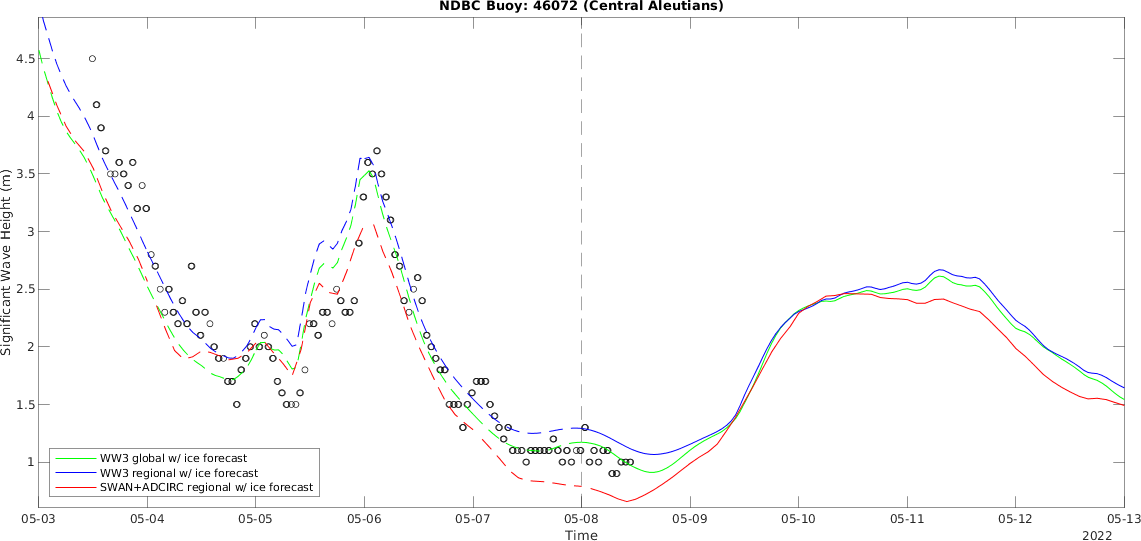 NDBC Buoy: 46072 (Central Aleutians)
Significant Wave Height (m)
4.5
4
3.5
3
2.5
2
1.5
1
WW3 global w/ ice forecast
WW3 regional w/ ice forecast
SWAN+ADCIRC regional w/ ice forecast
05-03 05-04 05-05 05-06 05-07 05-08 05-09 05-10 05-11 05-12 05-13
Time
2022